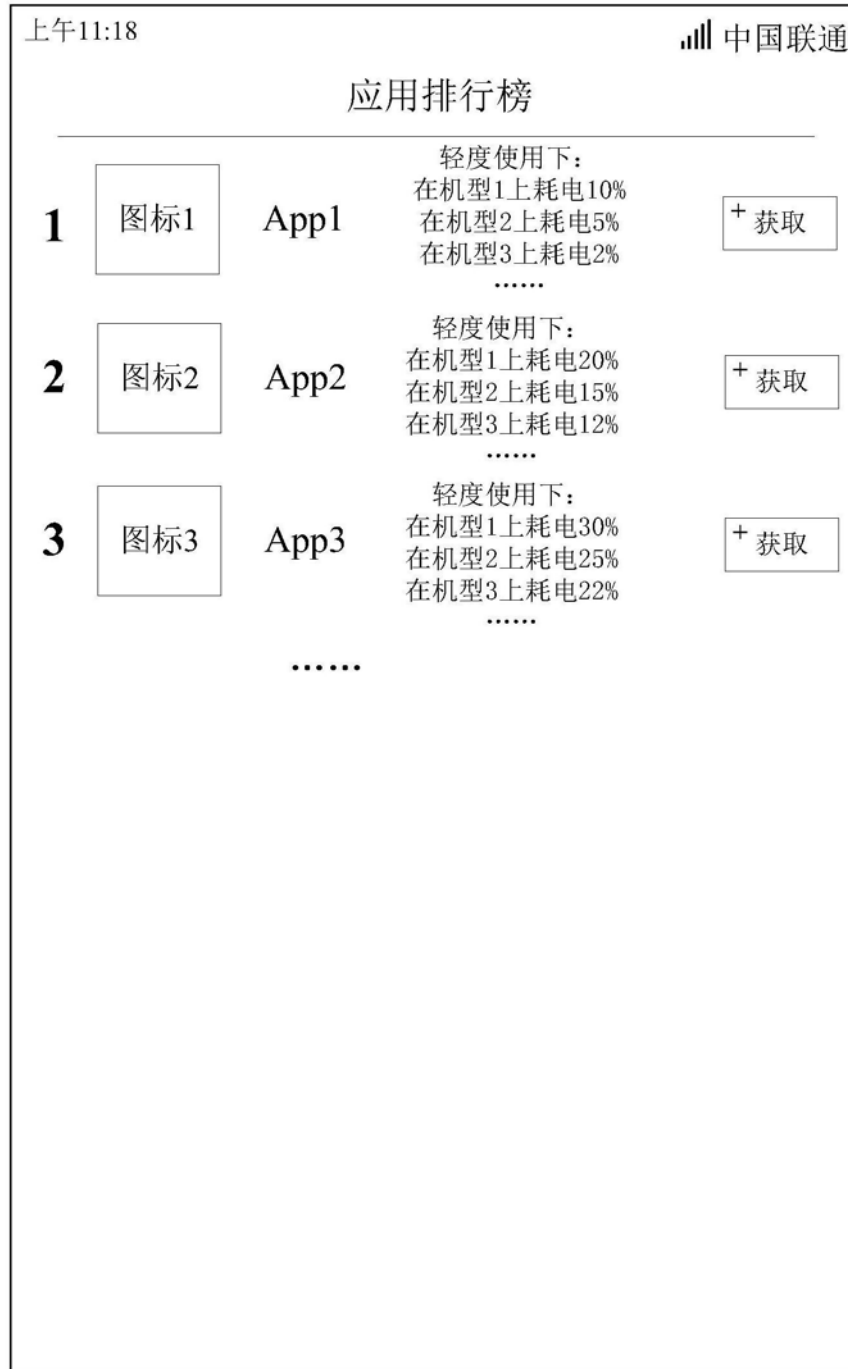 上午11:18
中国联通
应用排行榜
1
图标1
App1
轻度使用下：
在机型1上耗电10%
在机型2上耗电5%
在机型3上耗电2%
……
+ 获取
2
图标2
App2
轻度使用下：
在机型1上耗电20%
在机型2上耗电15%
在机型3上耗电12%
……
+ 获取
3
图标3
App3
轻度使用下：
在机型1上耗电30%
在机型2上耗电25%
在机型3上耗电22%
……
+ 获取
……